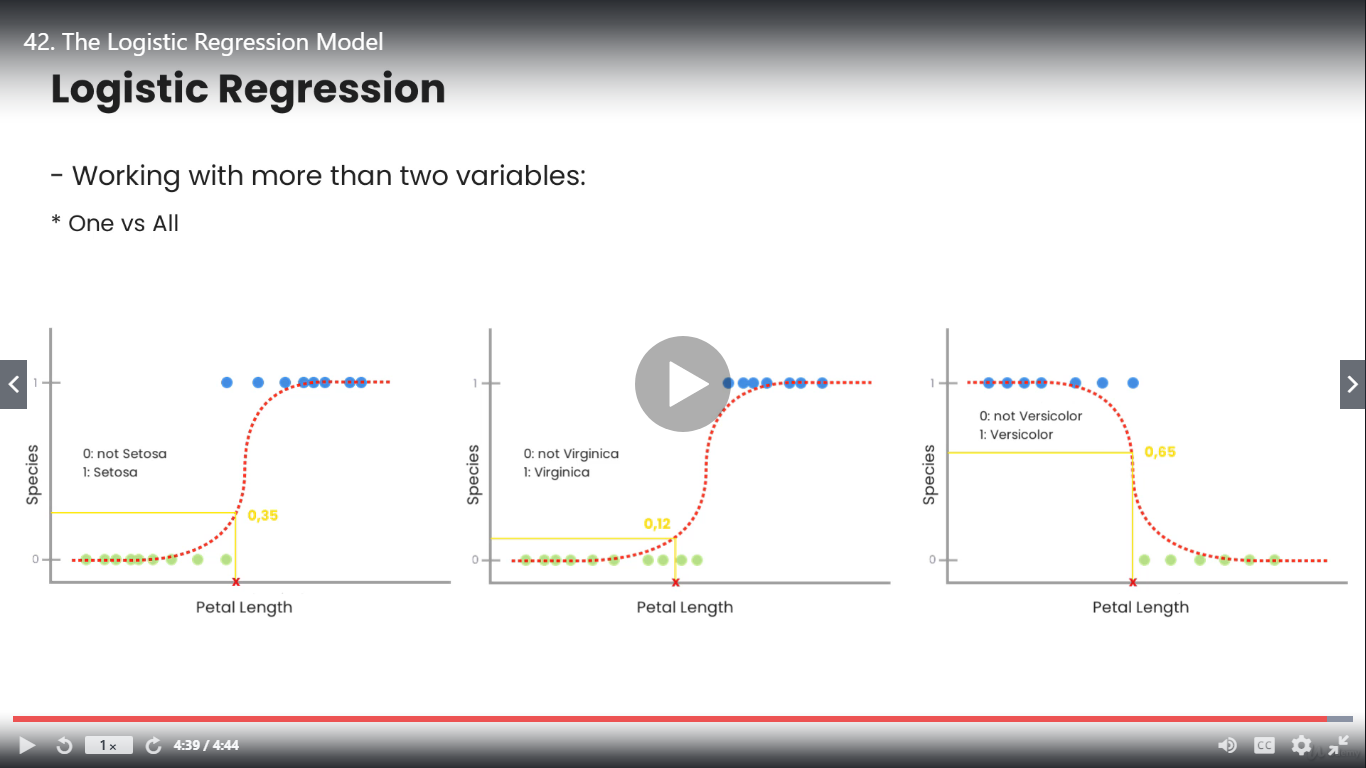 42. The Logistic Regression Model
Logistic Regression
- Working with more than two variables:
* One vs All
1
Species
0: not Setosa
1: Setosa
0,35
0
x
Petal Length
1
Species
0: not Virginica
1: Virginica
0,12
0
x
Petal Length
1
Species
0: not Versicolor
1: Versicolor
0,65
0
x
Petal Length
1 x
4:39 / 4:44
CC